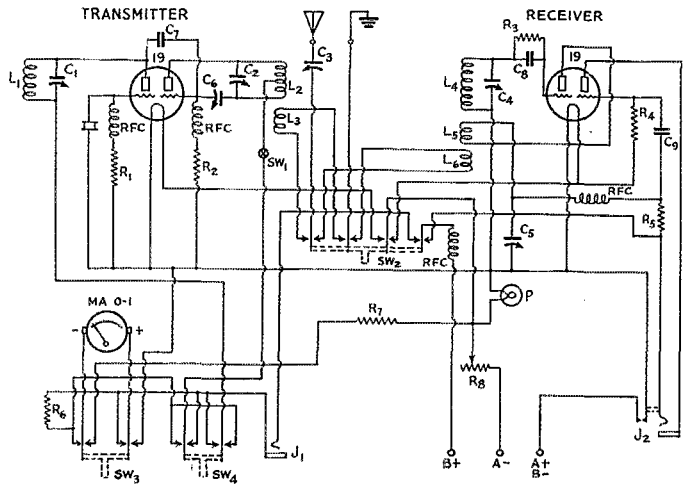 TRANSMITTER
RECEIVER
C7
R3
19
C3
C8
19
L1
C1
C6
C2
L2
L4
C4
R4
RFC
RFC
L3
L5
C9
R1
R2
SW1
L6
RFC
R5
C5
SW2
RFC
P
MA 0-1
- +
R7
R8
R6
J1
J2
SW3
SW4
B+
A-
A+
B-